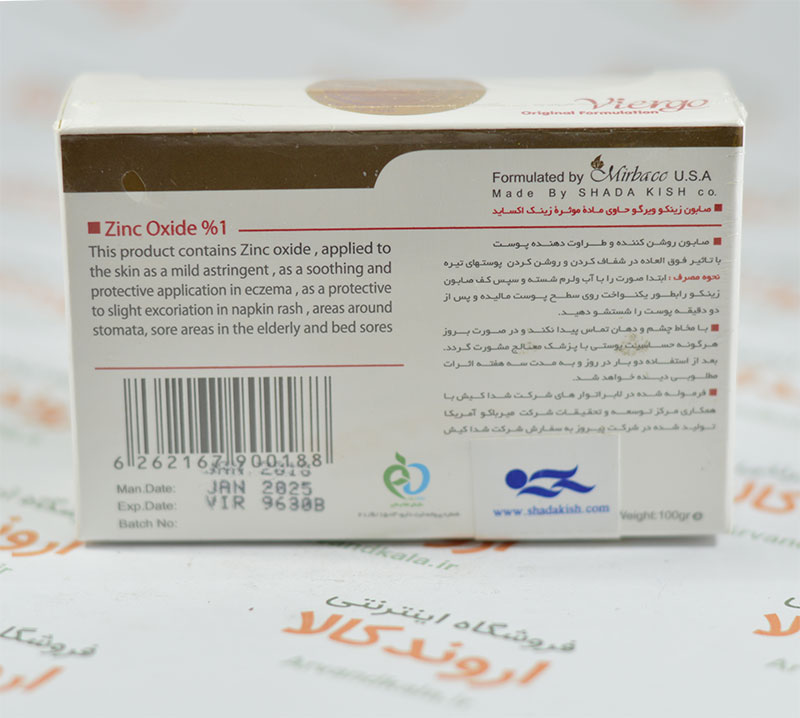 Viergo
Original Formulation
Formulated by Mirbaco U.S.A
Made By SHADA KISH co.
■ صابون زینکو ویرگو حاوی مادهٔ موثرهٔ زینک اکساید
■ Zinc Oxide %1
This product contains Zinc oxide , applied to
the skin as a mild astringent , as a soothing and
protective application in eczema , as a protective
to slight excoriation in napkin rash , areas around
stomata, sore areas in the elderly and bed sores
■ صابون روشن کننده و طراوت دهنده پوست
با تاثیر فوق العاده در شفاف کردن و روشن کردن پوستهای تیره
نحوه مصرف : ابتدا صورت را با آب ولرم شسته و سپس کف صابون
زینکو رابطور یکنواخت روی سطح پوست مالیده و پس از
دو دقیقه پوست را شستشو دهید.
■ با مخاط چشم و دهان تماس پیدا نکند و در صورت بروز
هرگونه حساسیت پوستی با پزشک معالج مشورت گردد.
بعد از استفاده دو بار در روز و به مدت سه هفته اثرات
مطلوبی دیده خواهد شد.
■ فرموله شده در لابراتوار های شرکت شدا کیش با
همکاری مرکز توسعه و تحقیقات شرکت میرباکو آمریکا
تولید شده در شرکت پیروز به سفارش شرکت شدا کیش
6 262167 900188
Man.Date:
Exp.Date: JAN 2025
Batch No: VIR 9630B
www.shadakish.com
Weight:100gr e
فروشگاه اینترنتی
اروند کالا
Arvandkala.ir